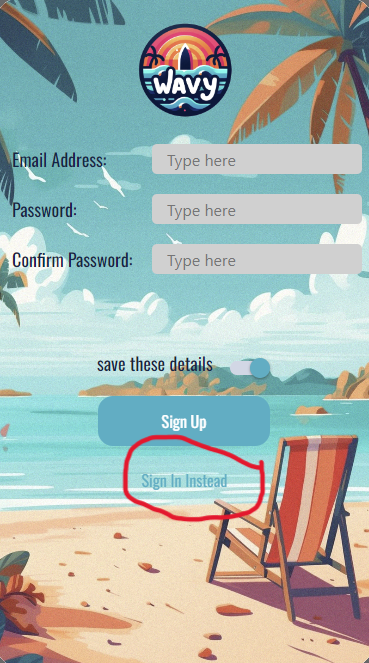 WAVY
Email Address: Type here
Password: Type here
Confirm Password: Type here
save these details
Sign Up
Sign In Instead